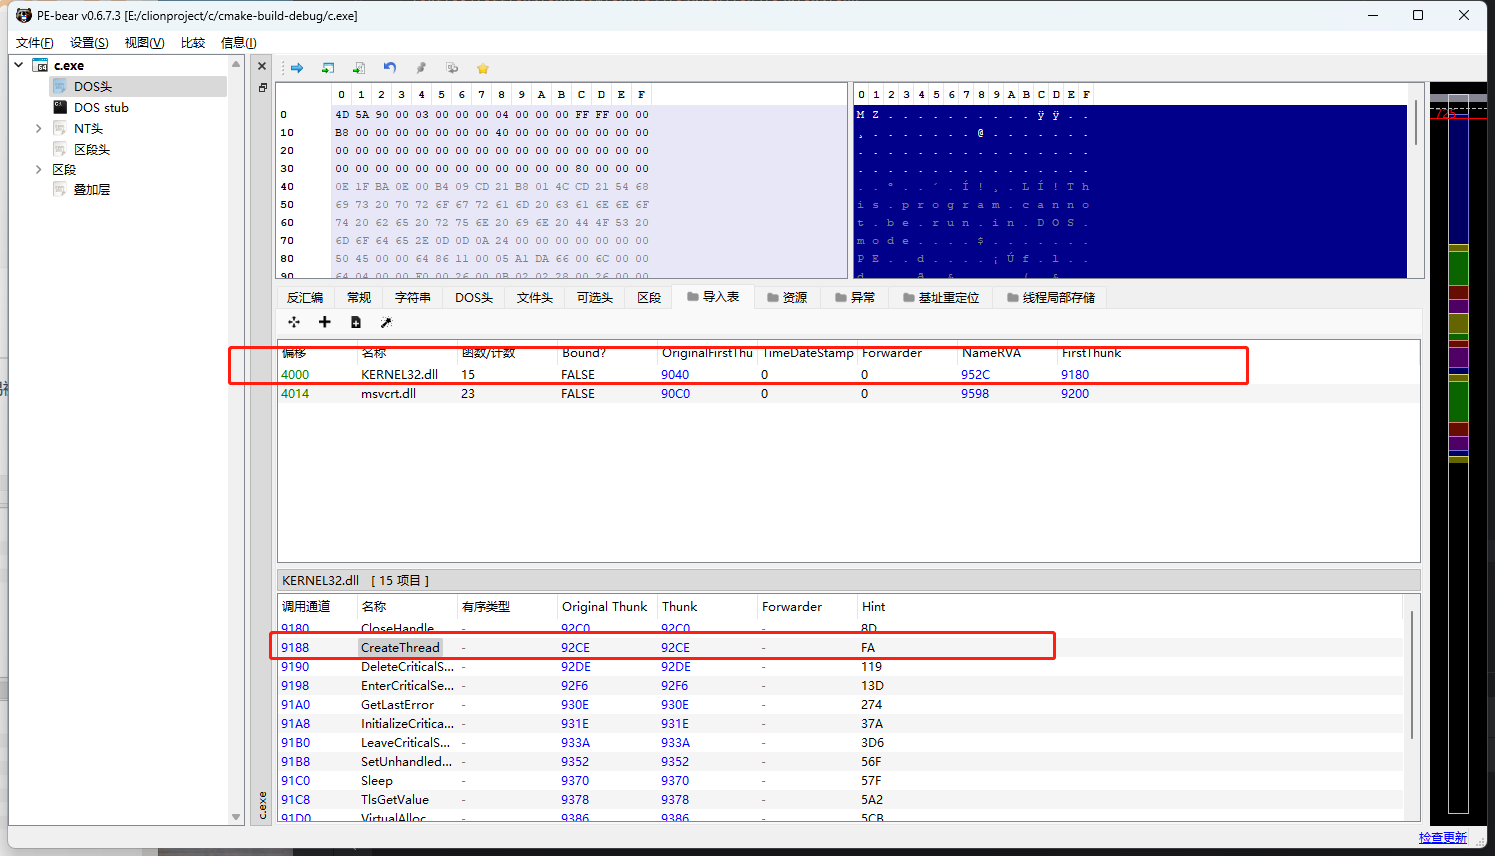 PE-bear v0.6.7.3 [E:/clionproject/c/cmake-build-debug/c.exe]
文件(F) 设置(S) 视图(V) 比较 信息(I)
c.exe
DOS头
DOS stub
NT头
区段头
区段
叠加层
c.exe
0 1 2 3 4 5 6 7 8 9 A B C D E F
0 4D 5A 90 00 03 00 00 00 04 00 00 00 FF FF 00 00
10 B8 00 00 00 00 00 00 00 40 00 00 00 00 00 00 00
20 00 00 00 00 00 00 00 00 00 00 00 00 00 00 00 00
30 00 00 00 00 00 00 00 00 00 00 00 00 80 00 00 00
40 0E 1F BA 0E 00 B4 09 CD 21 B8 01 4C CD 21 54 68
50 69 73 20 70 72 6F 67 72 61 6D 20 63 61 6E 6E 6F
60 74 20 62 65 20 72 75 6E 20 69 6E 20 44 4F 53 20
70 6D 6F 64 65 2E 0D 0D 0A 24 00 00 00 00 00 00 00
80 50 45 00 00 64 86 11 00 05 A1 DA 66 00 6C 00 00
90 64 04 00 00 F0 00 26 00 0B 02 02 28 00 26 00 00
0 1 2 3 4 5 6 7 8 9 A B C D E F
M Z . . . . . . . . . . ÿ ÿ . .
¸ . . . . . . . @ . . . . . . .
. . . . . . . . . . . . . . . .
. . . . . . . . . . . . . . . .
. . º . . ´ . Í ! ¸ . L Í ! T h
i s . p r o g r a m . c a n n o
t . b e . r u n . i n . D O S .
m o d e . . . . $ . . . . . . .
P E . . d . . . . ¡ Ú f . l . .
d . . . ð . & . . . . ( . & . .
反汇编 常规 字符串 DOS头 文件头 可选头 区段 导入表 资源 异常 基址重定位 线程局部存储
偏移 名称 函数/计数 Bound? OriginalFirstThu TimeDateStamp Forwarder NameRVA FirstThunk
4000 KERNEL32.dll 15 FALSE 9040 0 0 952C 9180
4014 msvcrt.dll 23 FALSE 90C0 0 0 9598 9200
KERNEL32.dll [ 15 项目 ]
调用通道 名称 有序类型 Original Thunk Thunk Forwarder Hint
9180 CloseHandle - 92C0 92C0 - 8D
9188 CreateThread - 92CE 92CE - FA
9190 DeleteCriticalS... - 92DE 92DE - 119
9198 EnterCriticalSe... - 92F6 92F6 - 13D
91A0 GetLastError - 930E 930E - 274
91A8 InitializeCritica... - 931E 931E - 37A
91B0 LeaveCriticalS... - 933A 933A - 3D6
91B8 SetUnhandled... - 9352 9352 - 56F
91C0 Sleep - 9370 9370 - 57F
91C8 TlsGetValue - 9378 9378 - 5A2
91D0 VirtualAlloc - 9386 9386 - 5CB
检查更新